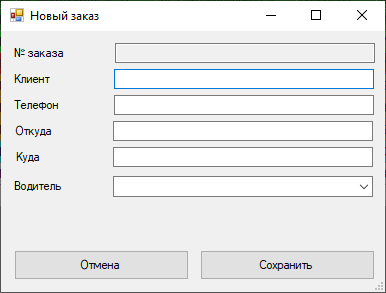 Новый заказ
№ заказа
Клиент
Телефон
Откуда
Куда
Водитель
Отмена Сохранить